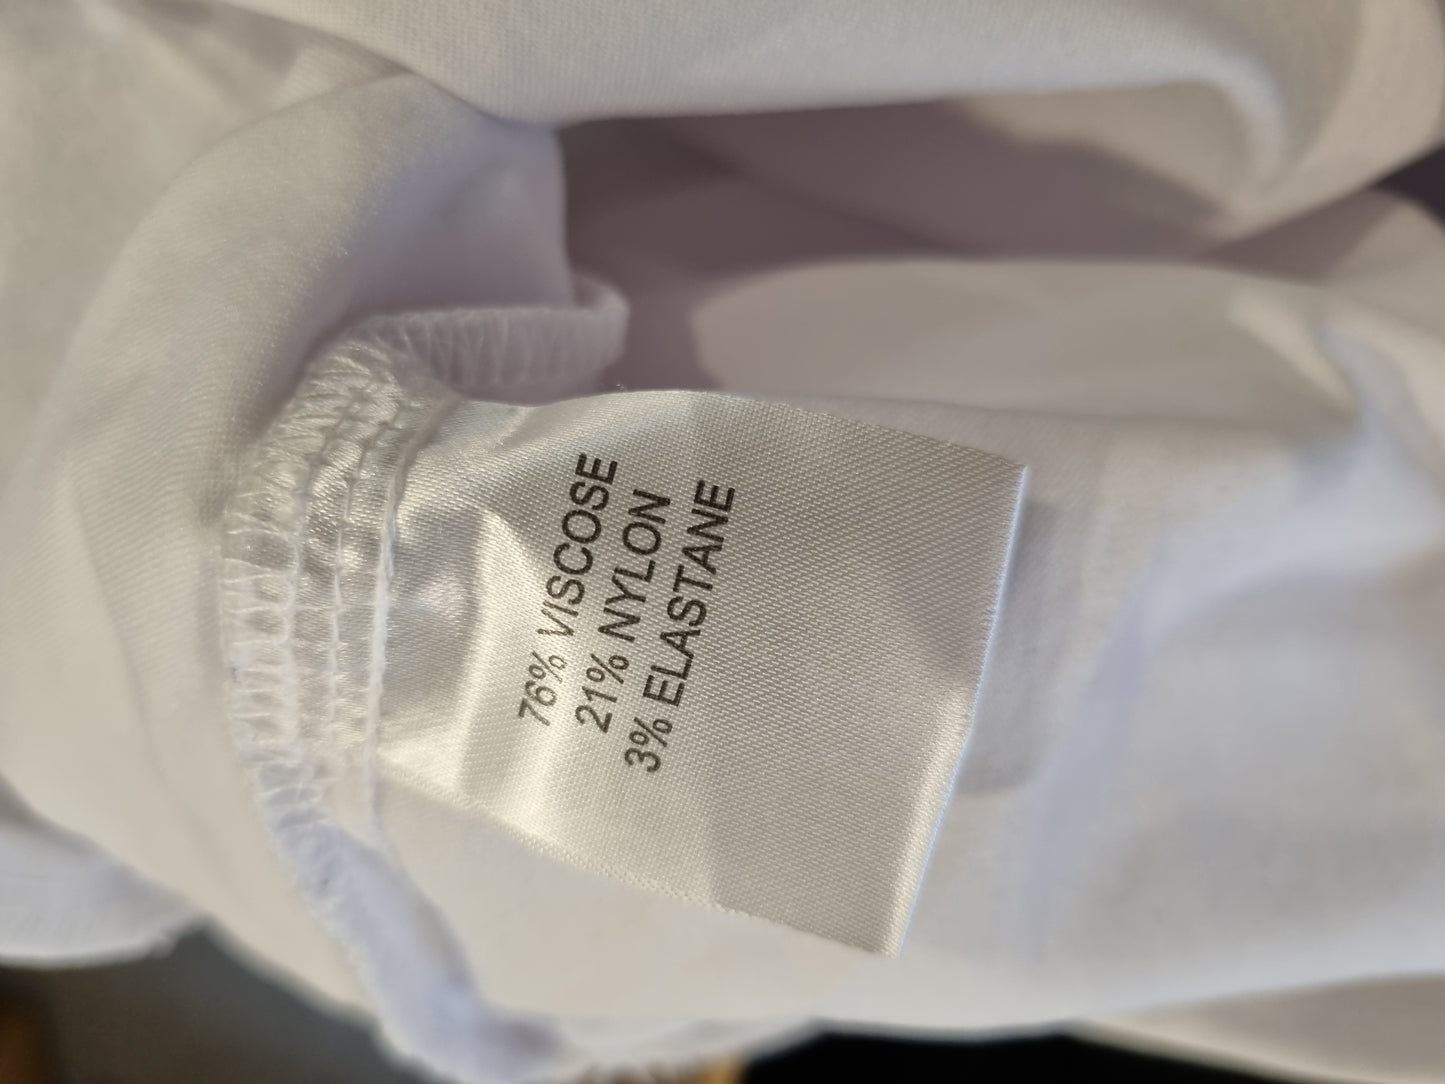 76% VISCOSE
21% NYLON
3% ELASTANE